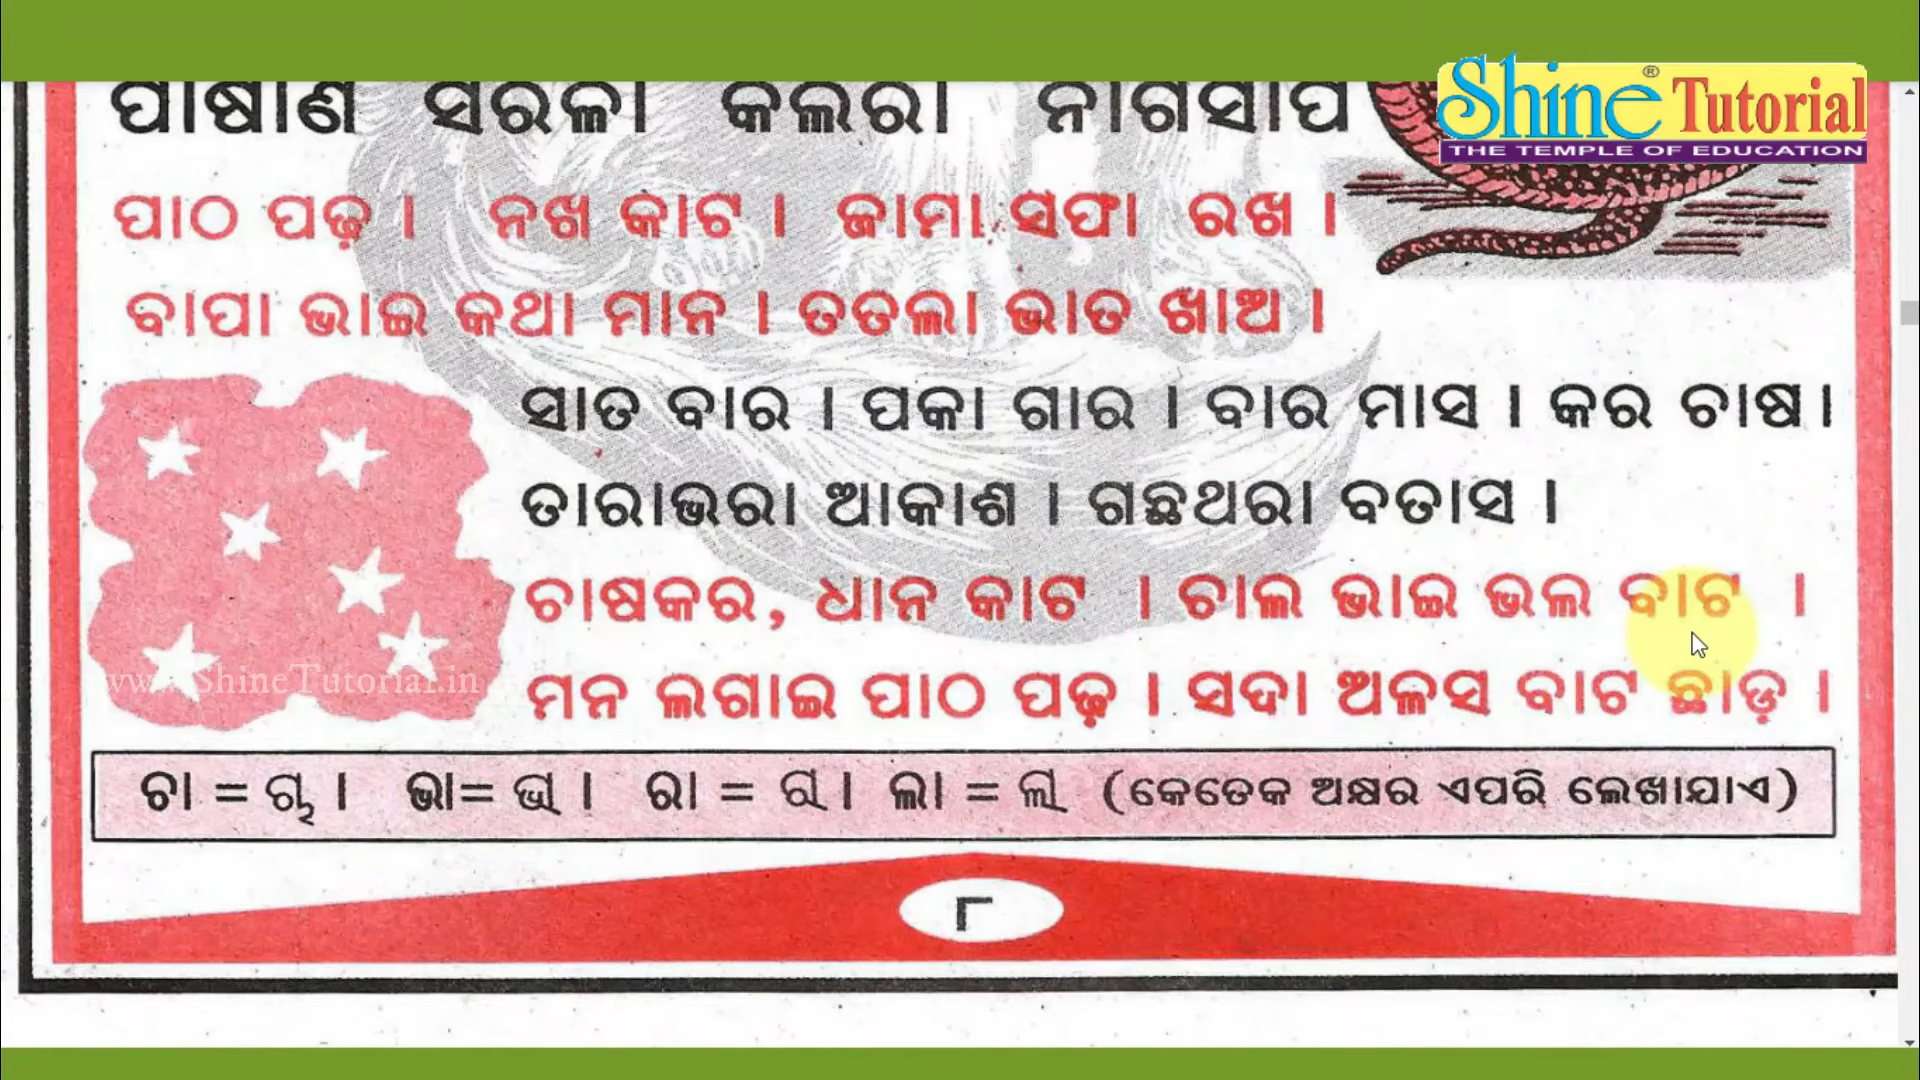 Shine® Tutorial
THE TEMPLE OF EDUCATION
ପାଷାଣ ସରଳା କଲରା ନାଗସାପ
ପାଠ ପଢ଼ । ନଖ କାଟ । ଜାମା ସଫା ରଖ ।
ବାପା ଭାଇ କଥା ମାନ । ତତଲା ଭାତ ଖାଅ ।
ସାତ ବାର । ପକା ଗାର । ବାର ମାସ । କର ଚାଷ ।
ତାରାଭରା ଆକାଶ । ଗଛଥରା ବତାସ ।
ଚାଷକର, ଧାନ କାଟ । ଚାଲ ଭାଇ ଭଲ ବାଟ ।
ମନ ଲଗାଇ ପାଠ ପଢ଼ । ସଦା ଅଳସ ବାଟ ଛାଡ଼ ।
www.ShineTutorial.in
ଚା = । ଭା= । ରା = । ଲା = (କେତେକ ଅକ୍ଷର ଏପରି ଲେଖାଯାଏ)
୮